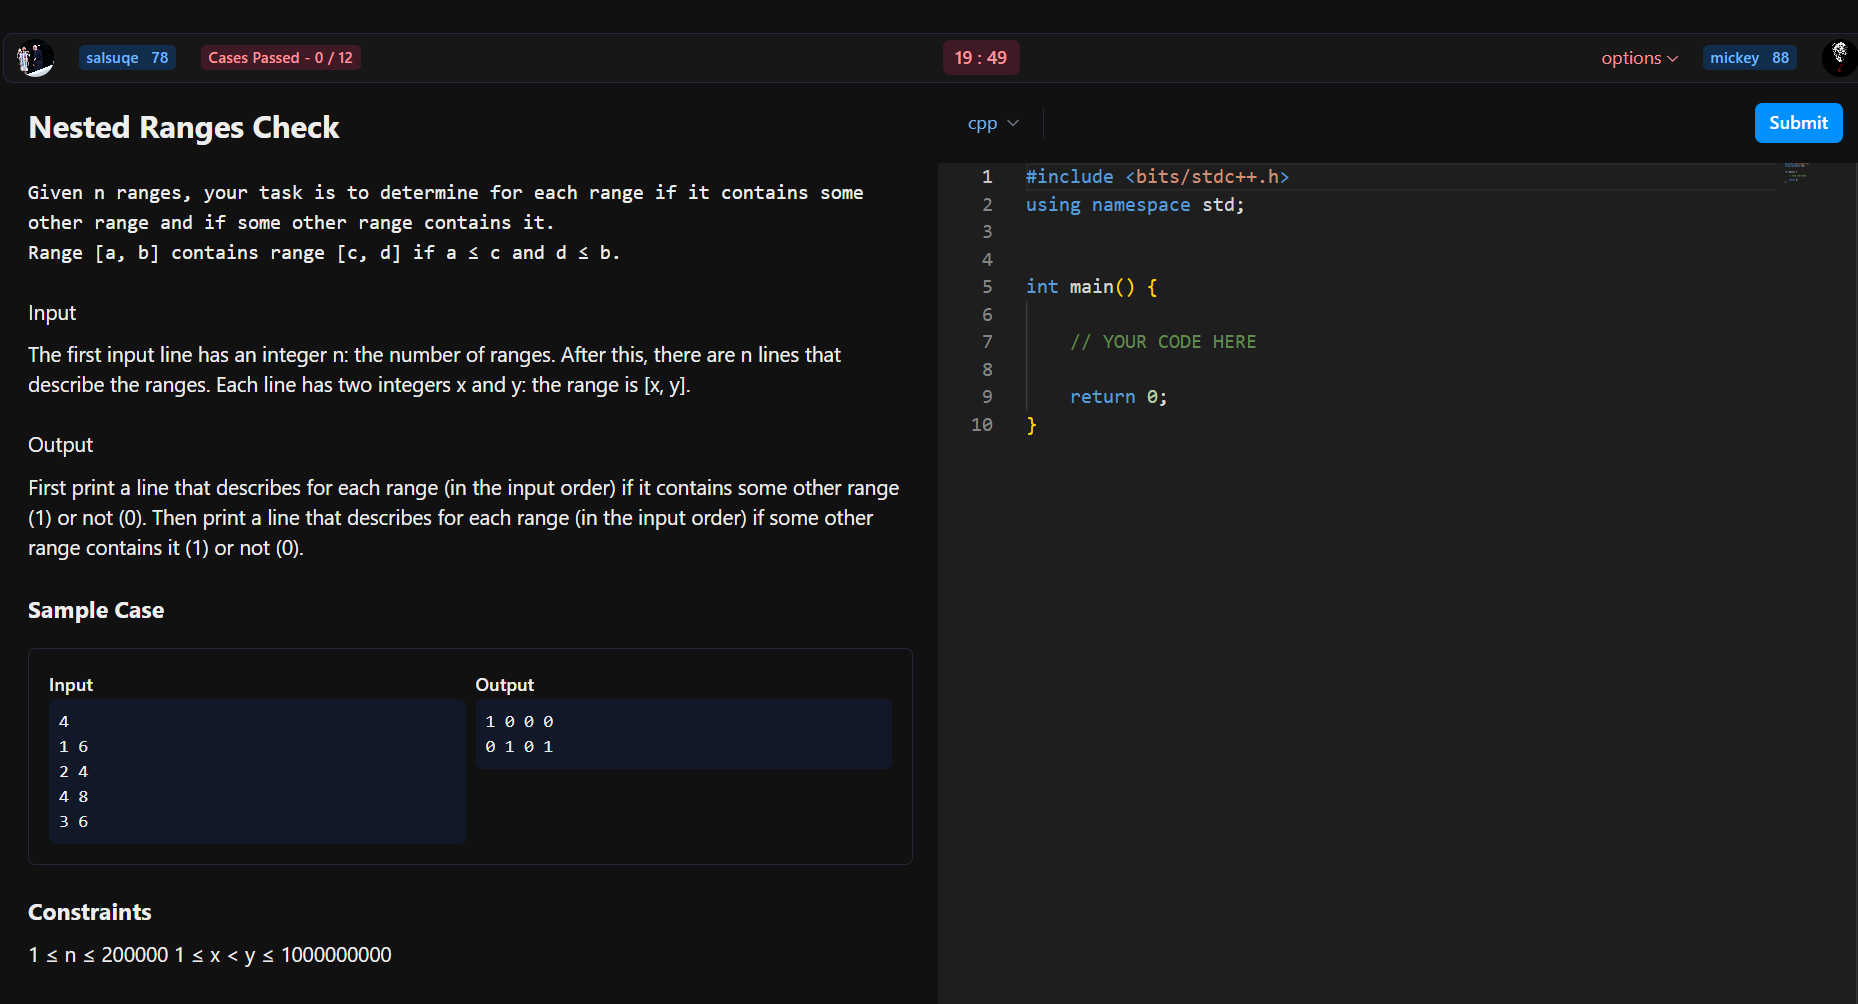 salsuqe 78
Cases Passed - 0 / 12
19 : 49
options
mickey 88
Nested Ranges Check
Given n ranges, your task is to determine for each range if it contains some
other range and if some other range contains it.
Range [a, b] contains range [c, d] if a ≤ c and d ≤ b.
Input
The first input line has an integer n: the number of ranges. After this, there are n lines that
describe the ranges. Each line has two integers x and y: the range is [x, y].
Output
First print a line that describes for each range (in the input order) if it contains some other range
(1) or not (0). Then print a line that describes for each range (in the input order) if some other
range contains it (1) or not (0).
Sample Case
Input
4
1 6
2 4
4 8
3 6
Output
1 0 0 0
0 1 0 1
Constraints
1 ≤ n ≤ 200000 1 ≤ x < y ≤ 1000000000
cpp
Submit
1 #include <bits/stdc++.h>
2 using namespace std;
3
4
5 int main() {
6
7 // YOUR CODE HERE
8
9 return 0;
10 }